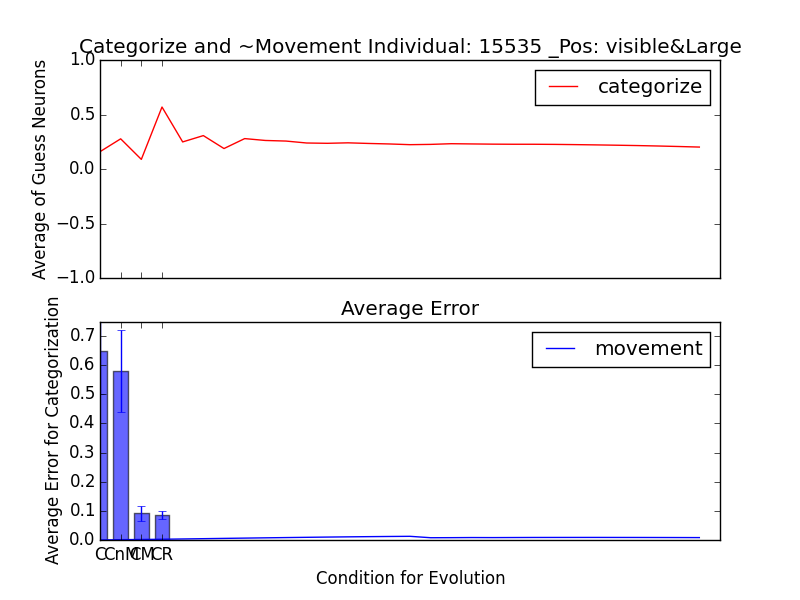 Categorize and ~Movement Individual: 15535 _Pos: visible&Large
1.0
0.5
0.0
−0.5
−1.0
Average of Guess Neurons
categorize
Average Error
0.7
0.6
0.5
0.4
0.3
0.2
0.1
0.0
Average Error for Categorization
movement
C CnM CM CR
Condition for Evolution